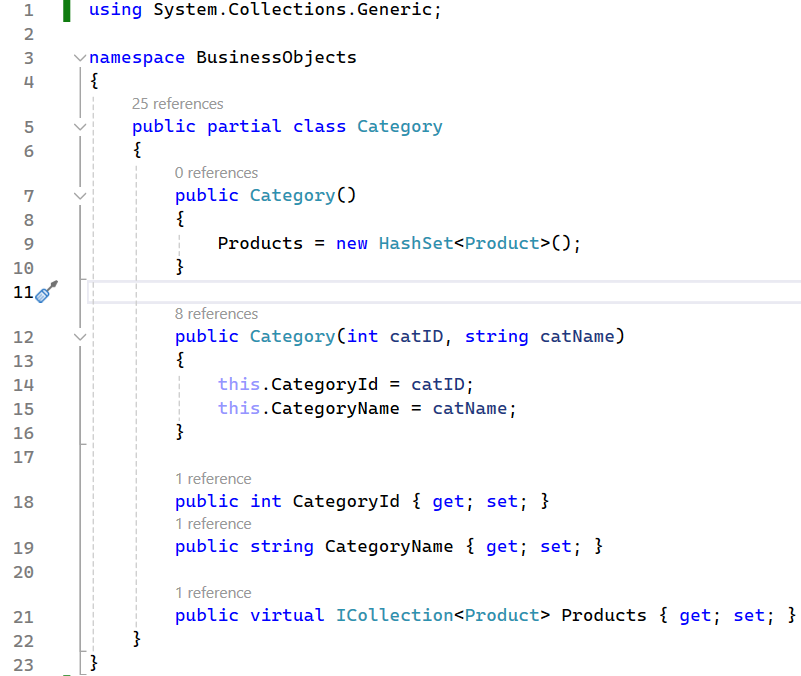 1 using System.Collections.Generic;
2
3 namespace BusinessObjects
4 {
25 references
5 public partial class Category
6 {
0 references
7 public Category()
8 {
9 Products = new HashSet<Product>();
10 }
11
8 references
12 public Category(int catID, string catName)
13 {
14 this.CategoryId = catID;
15 this.CategoryName = catName;
16 }
17
1 reference
18 public int CategoryId { get; set; }
1 reference
19 public string CategoryName { get; set; }
20
1 reference
21 public virtual ICollection<Product> Products { get; set; }
22 }
23 }